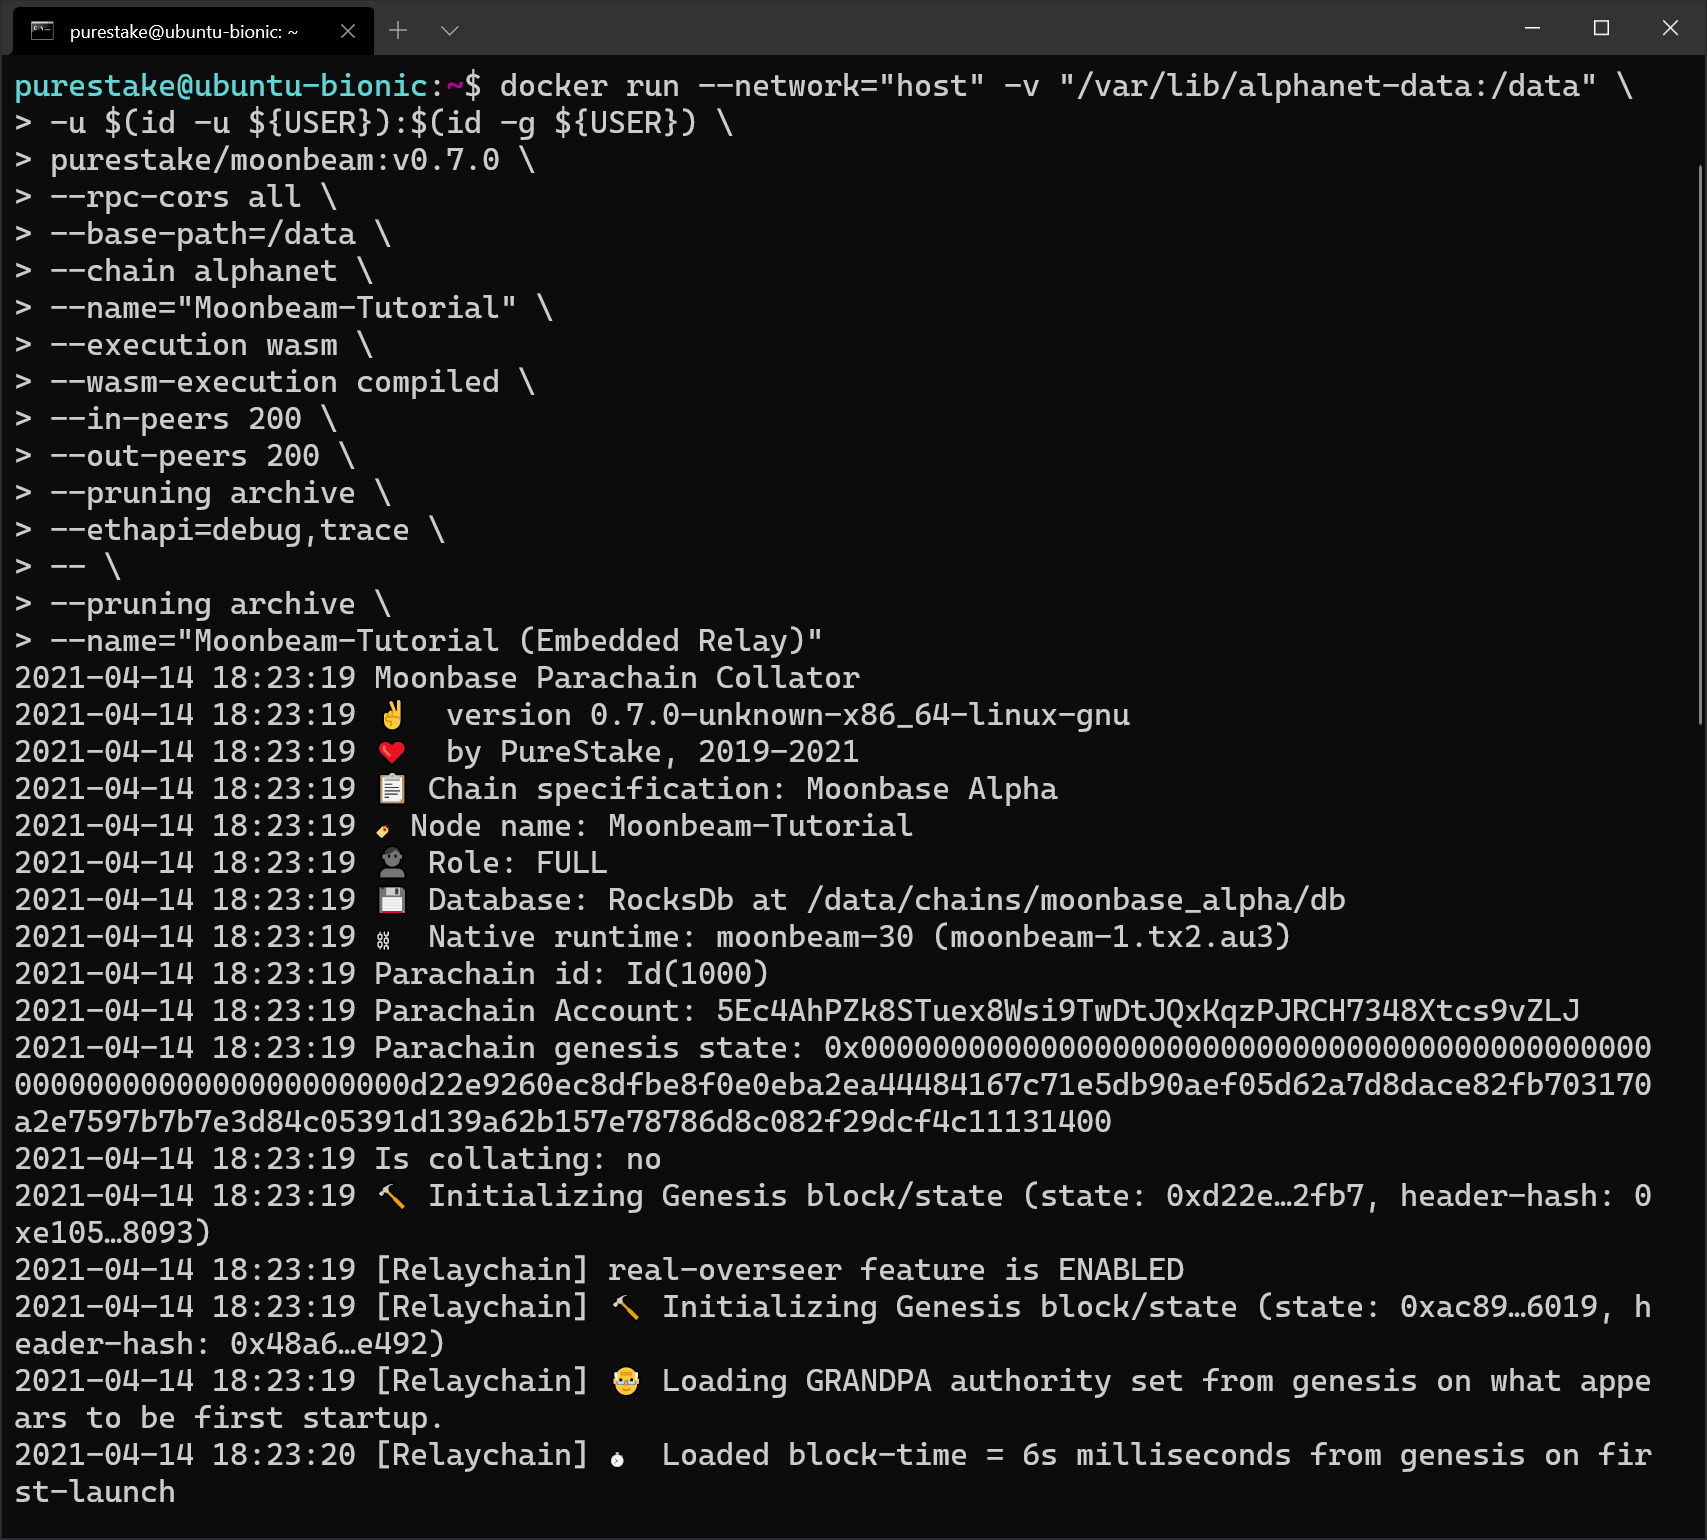 purestake@ubuntu-bionic: ~
purestake@ubuntu-bionic:~$ docker run --network="host" -v "/var/lib/alphanet-data:/data" \
> -u $(id -u ${USER}):$(id -g ${USER}) \
> purestake/moonbeam:v0.7.0 \
> --rpc-cors all \
> --base-path=/data \
> --chain alphanet \
> --name="Moonbeam-Tutorial" \
> --execution wasm \
> --wasm-execution compiled \
> --in-peers 200 \
> --out-peers 200 \
> --pruning archive \
> --ethapi=debug,trace \
> -- \
> --pruning archive \
> --name="Moonbeam-Tutorial (Embedded Relay)"
2021-04-14 18:23:19 Moonbase Parachain Collator
2021-04-14 18:23:19 ✌️  version 0.7.0-unknown-x86_64-linux-gnu
2021-04-14 18:23:19 ❤️  by PureStake, 2019-2021
2021-04-14 18:23:19 📋 Chain specification: Moonbase Alpha
2021-04-14 18:23:19 🏷 Node name: Moonbeam-Tutorial
2021-04-14 18:23:19 👤 Role: FULL
2021-04-14 18:23:19 💾 Database: RocksDb at /data/chains/moonbase_alpha/db
2021-04-14 18:23:19 ⛓  Native runtime: moonbeam-30 (moonbeam-1.tx2.au3)
2021-04-14 18:23:19 Parachain id: Id(1000)
2021-04-14 18:23:19 Parachain Account: 5Ec4AhPZk8STuex8Wsi9TwDtJQxKqzPJRCH7348Xtcs9vZLJ
2021-04-14 18:23:19 Parachain genesis state: 0x00000000000000000000000000000000000000000000
0000000000000000000000d22e9260ec8dfbe8f0e0eba2ea44484167c71e5db90aef05d62a7d8dace82fb703170
a2e7597b7b7e3d84c05391d139a62b157e78786d8c082f29dcf4c11131400
2021-04-14 18:23:19 Is collating: no
2021-04-14 18:23:19 🔨 Initializing Genesis block/state (state: 0xd22e…2fb7, header-hash: 0
xe105…8093)
2021-04-14 18:23:19 [Relaychain] real-overseer feature is ENABLED
2021-04-14 18:23:19 [Relaychain] 🔨 Initializing Genesis block/state (state: 0xac89…6019, h
eader-hash: 0x48a6…e492)
2021-04-14 18:23:19 [Relaychain] 👴 Loading GRANDPA authority set from genesis on what appe
ars to be first startup.
2021-04-14 18:23:20 [Relaychain] ⏱  Loaded block-time = 6s milliseconds from genesis on fir
st-launch